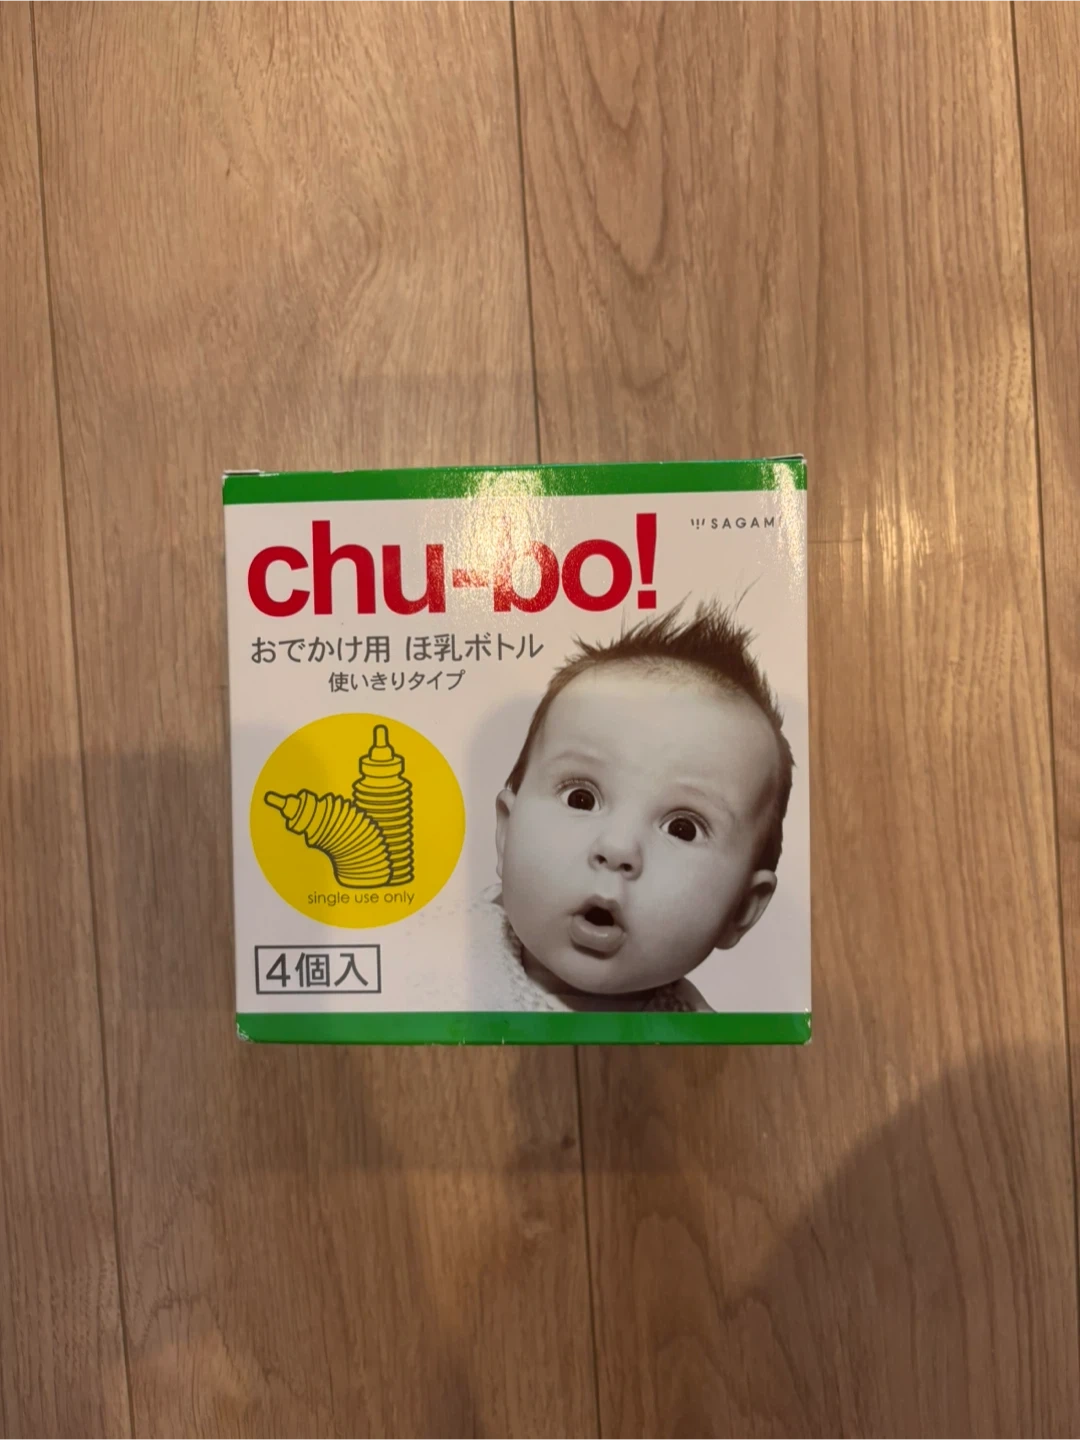 chu-bo!
SAGAMI
おでかけ用 ほ乳ボトル
使いきりタイプ
single use only
4個入